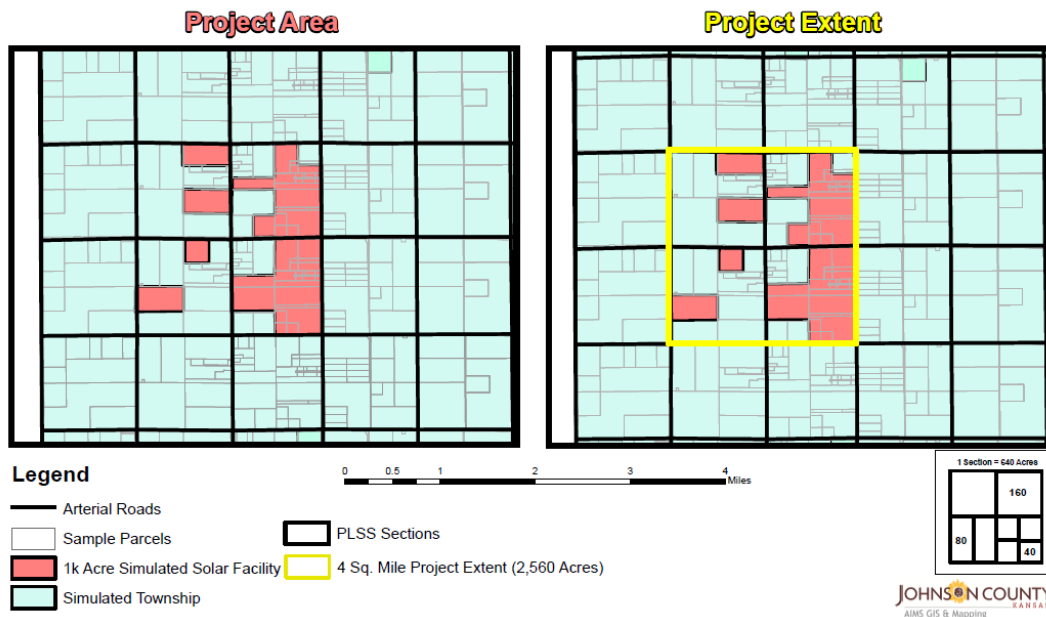 Project Area
Project Extent
Legend
Arterial Roads
Sample Parcels
1k Acre Simulated Solar Facility
Simulated Township
PLSS Sections
4 Sq. Mile Project Extent (2,560 Acres)
0 0.5 1 2 3 4
Miles
1 Section = 640 Acres
160
80
40
JOHNSON COUNTY
KANSAS
AIMS GIS & Mapping